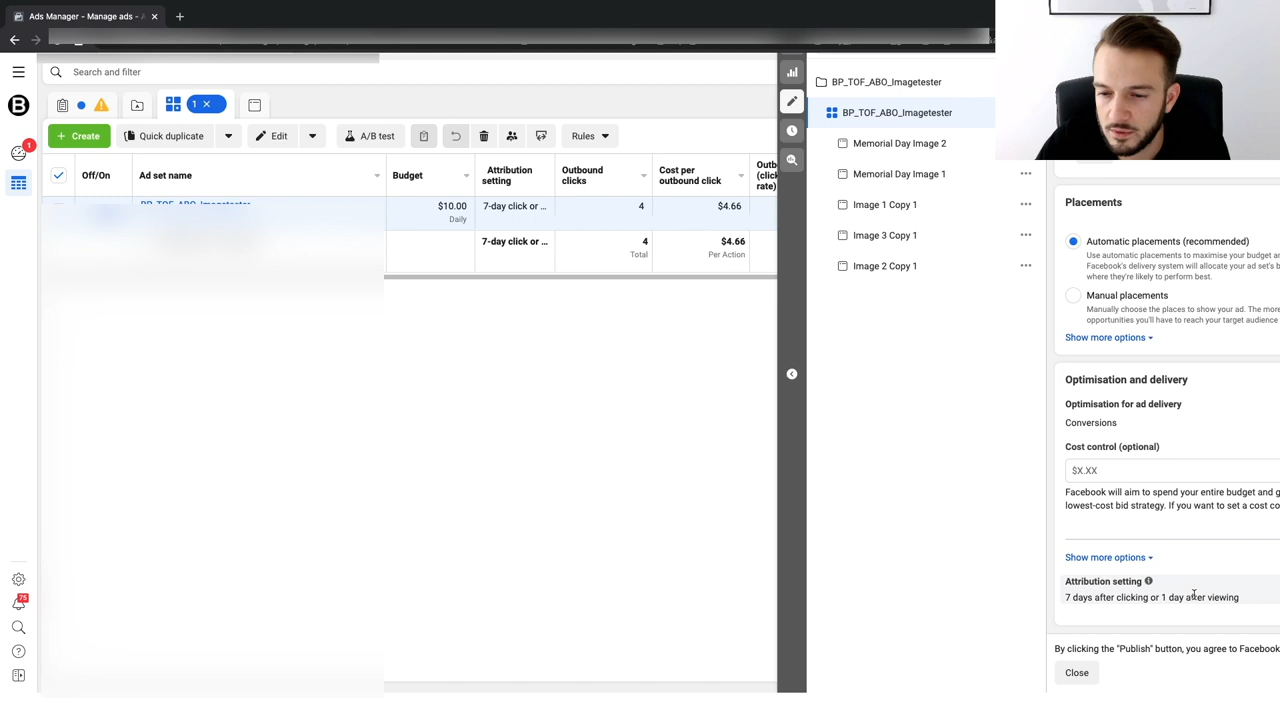 Ads Manager - Manage ads - A
Search and filter
1
Create
Quick duplicate
Edit
A/B test
Rules
Off/On
Ad set name
Budget
Attribution
setting
Outbound
clicks
Cost per
outbound click
Outbo
(click
rate)
BP_TOF_ABO_Imagetester
$10.00
Daily
7-day click or ...
4
$4.66
7-day click or ...
4
Total
$4.66
Per Action
1
75
BP_TOF_ABO_Imagetester
BP_TOF_ABO_Imagetester
Memorial Day Image 2
Memorial Day Image 1
Image 1 Copy 1
Image 3 Copy 1
Image 2 Copy 1
Placements
Automatic placements (recommended)
Use automatic placements to maximise your budget an
Facebook's delivery system will allocate your ad set's b
where they're likely to perform best.
Manual placements
Manually choose the places to show your ad. The more
opportunities you'll have to reach your target audience
Show more options
Optimisation and delivery
Optimisation for ad delivery
Conversions
Cost control (optional)
$X.XX
Facebook will aim to spend your entire budget and g
lowest-cost bid strategy. If you want to set a cost co
Show more options
Attribution setting
7 days after clicking or 1 day after viewing
By clicking the "Publish" button, you agree to Facebook
Close